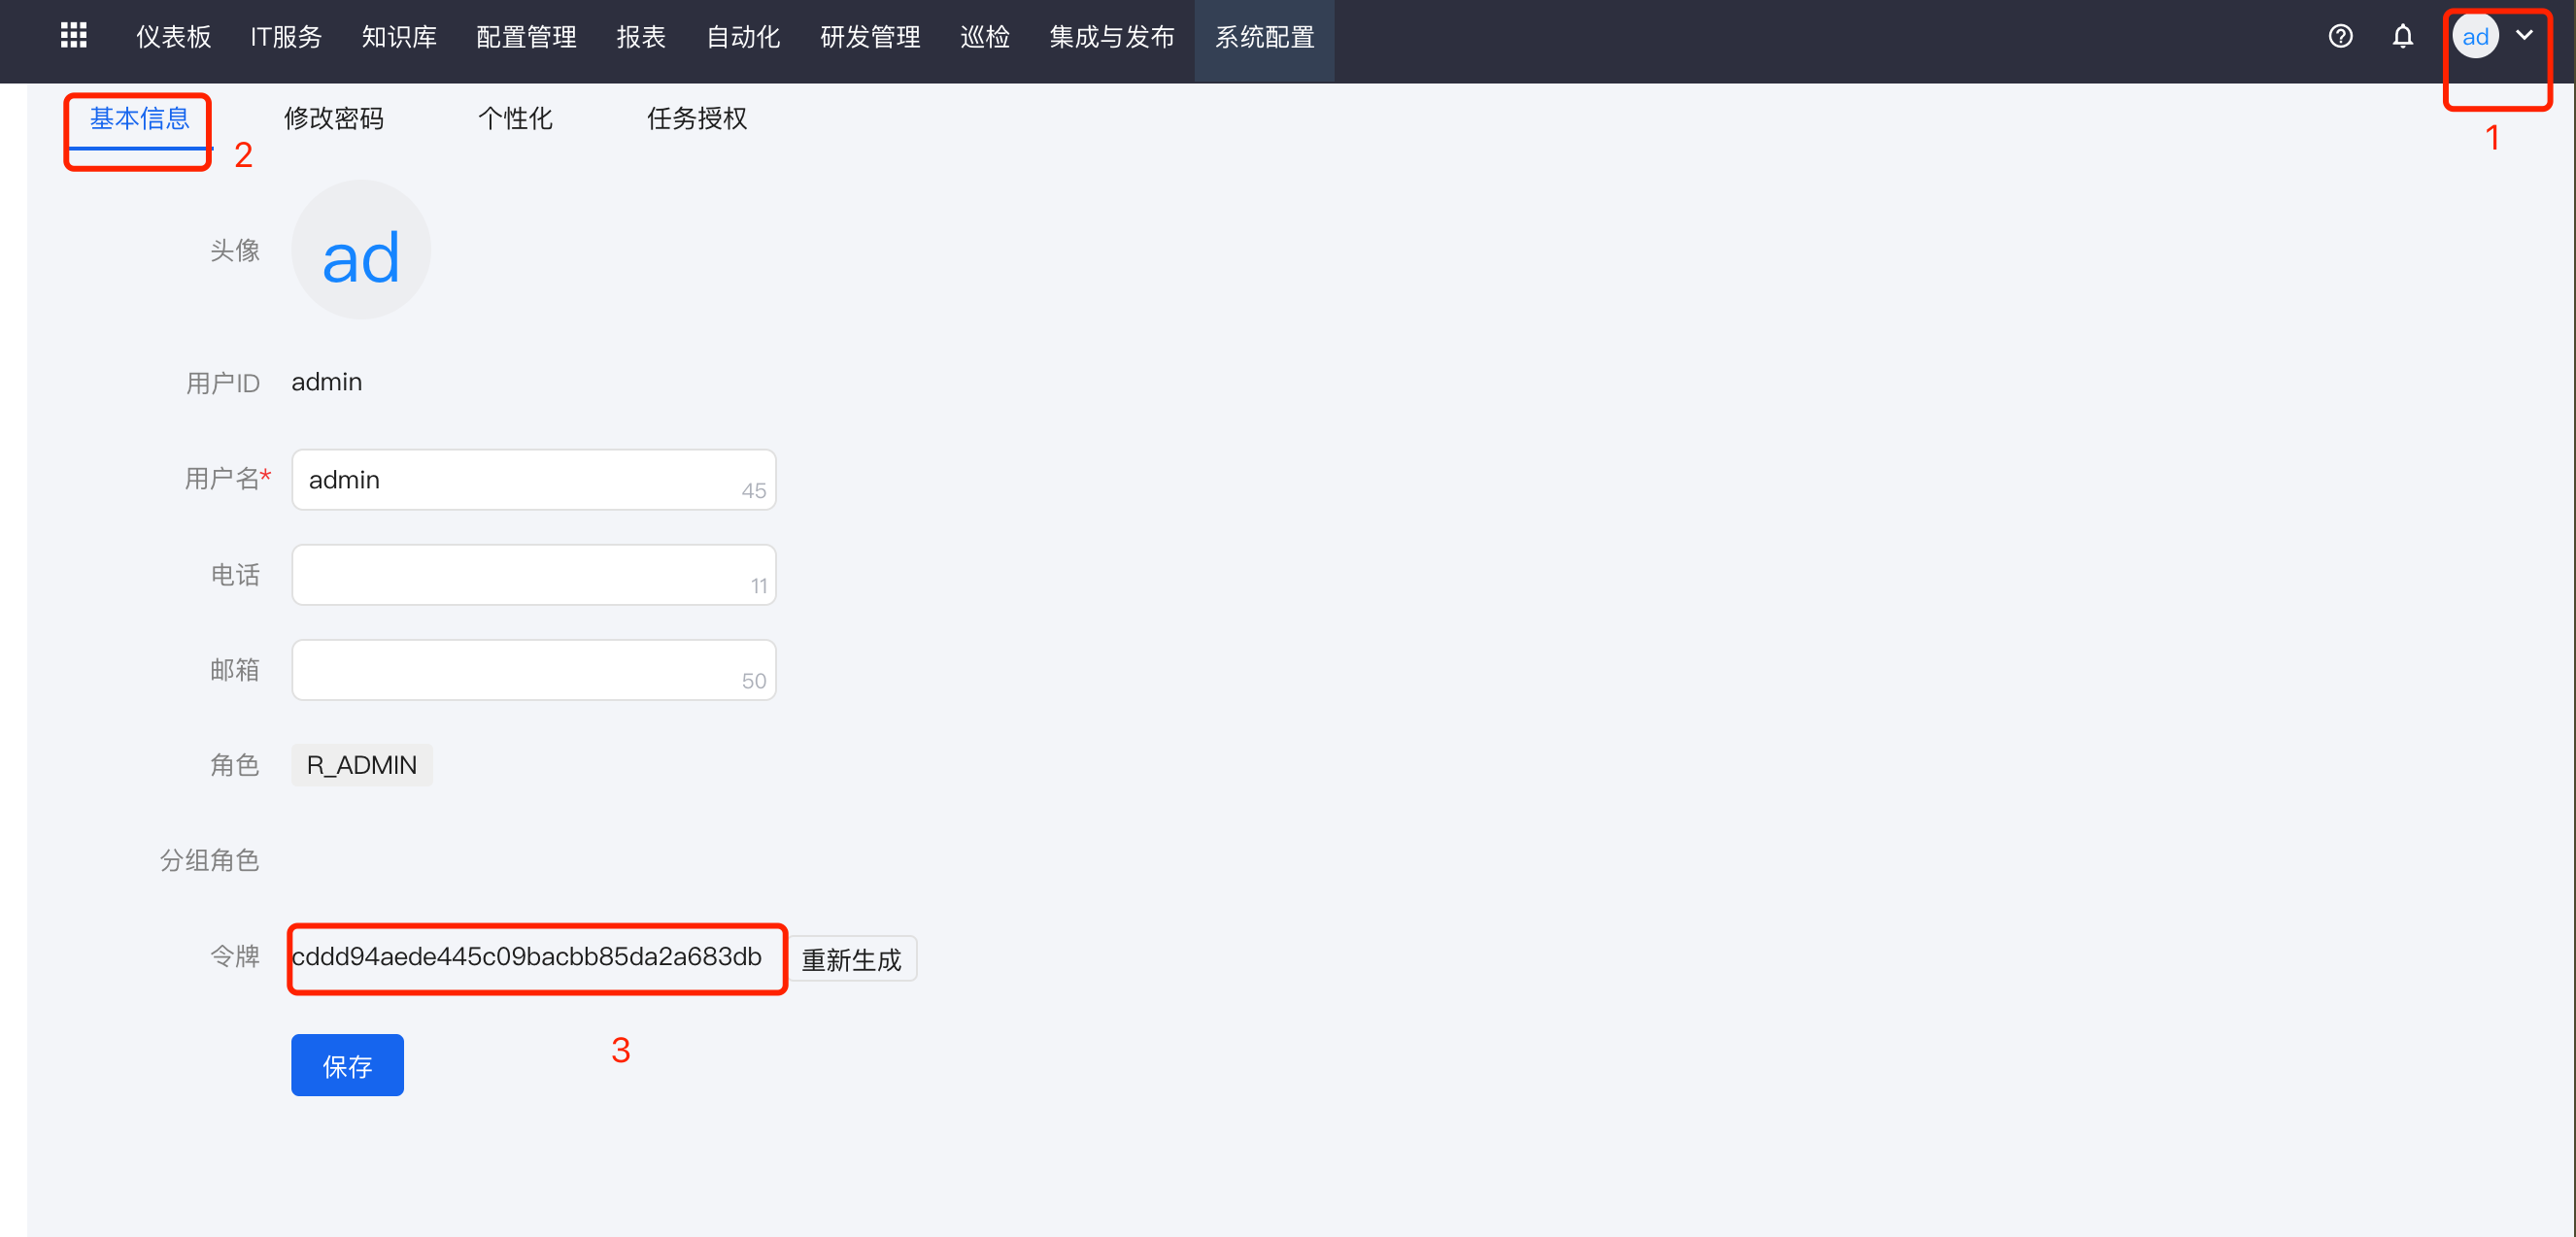 仪表板 IT服务 知识库 配置管理 报表 自动化 研发管理 巡检 集成与发布 系统配置 ad
1
基本信息 修改密码 个性化 任务授权
2
头像 ad
用户ID admin
用户名* admin 45
电话 11
邮箱 50
角色 R_ADMIN
分组角色
令牌 cddd94aede445c09bacbb85da2a683db 重新生成
3
保存